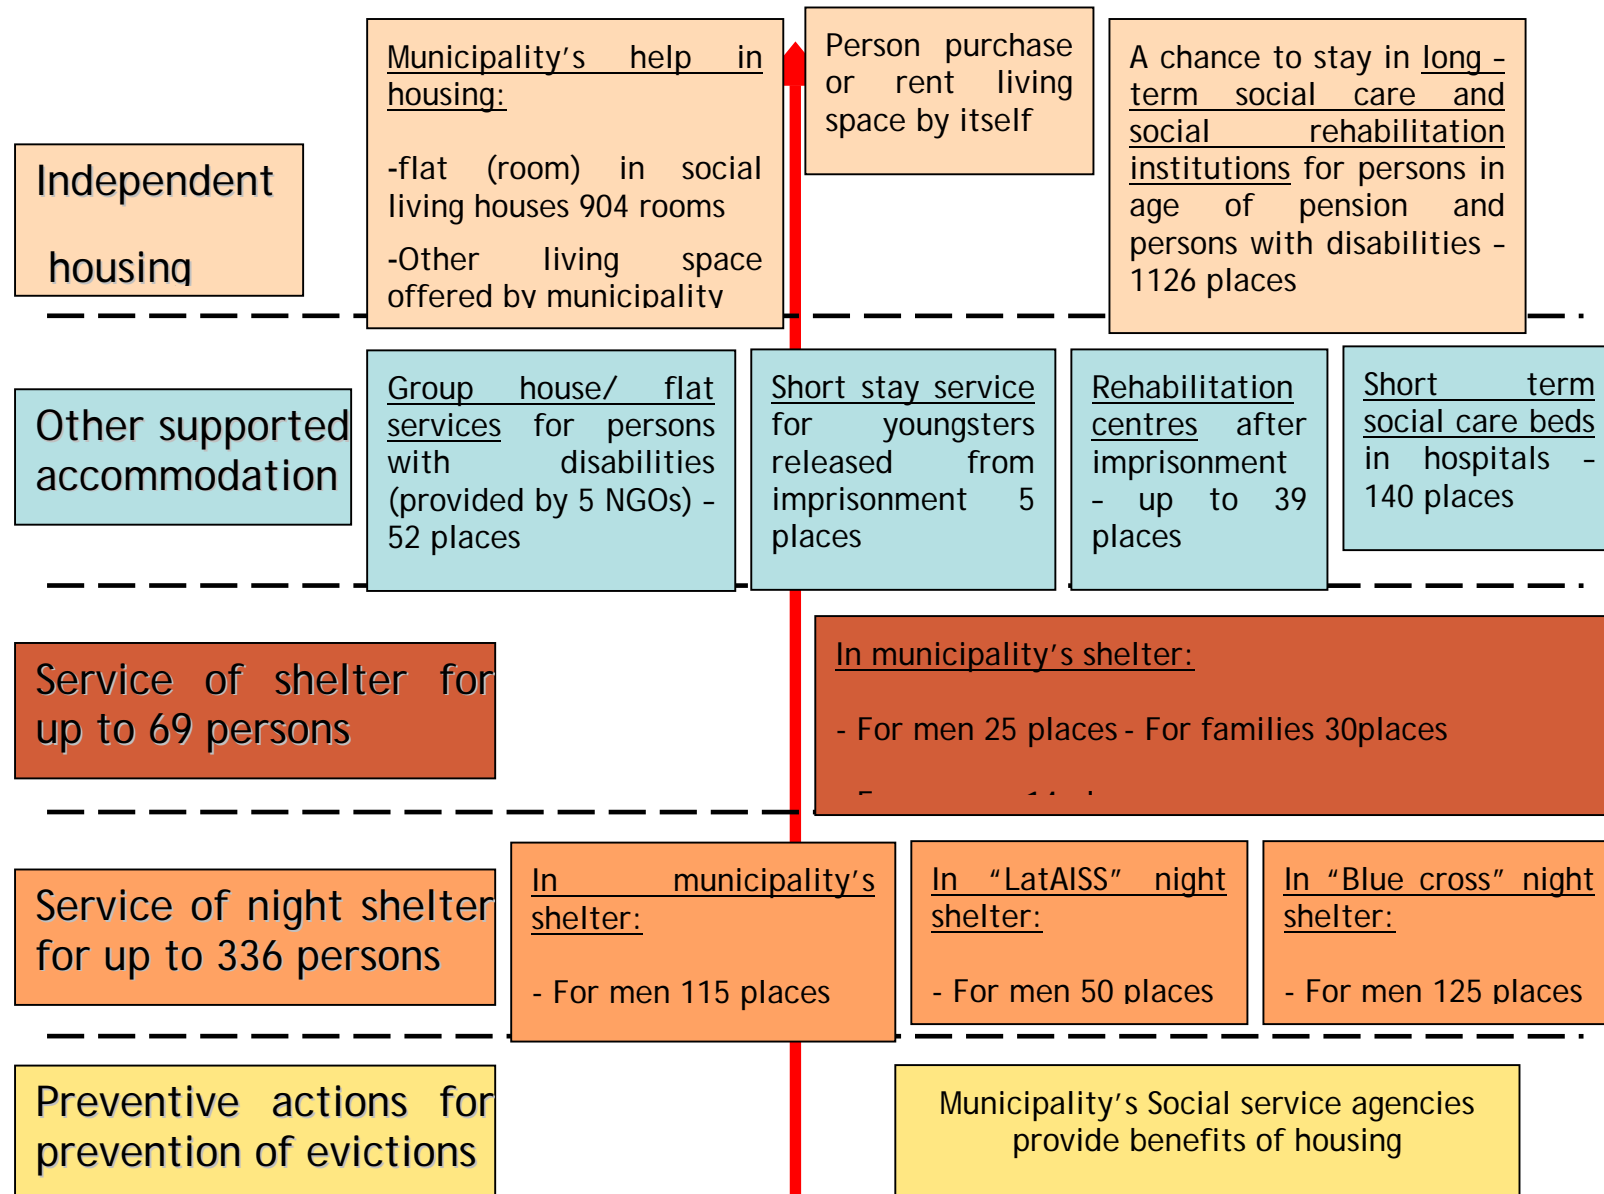 Municipality's help in
housing:
-flat (room) in social
living houses 904 rooms
-Other living space
offered by municipality
Person purchase
or rent living
space by itself
A chance to stay in long -
term social care and
social rehabilitation
institutions for persons in
age of pension and
persons with disabilities –
1126 places
Independent
housing
Group house/ flat
services for persons
with disabilities
(provided by 5 NGOs) –
52 places
Short stay service
for youngsters
released from
imprisonment 5
places
Rehabilitation
centres after
imprisonment
– up to 39
places
Short term
social care beds
in hospitals –
140 places
Other supported
accommodation
Service of shelter for
up to 69 persons
In municipality's shelter:
- For men 25 places - For families 30places
Service of night shelter
for up to 336 persons
In municipality's
shelter:
- For men 115 places
In “LatAISS” night
shelter:
- For men 50 places
In “Blue cross” night
shelter:
- For men 125 places
Preventive actions for
prevention of evictions
Municipality's Social service agencies
provide benefits of housing